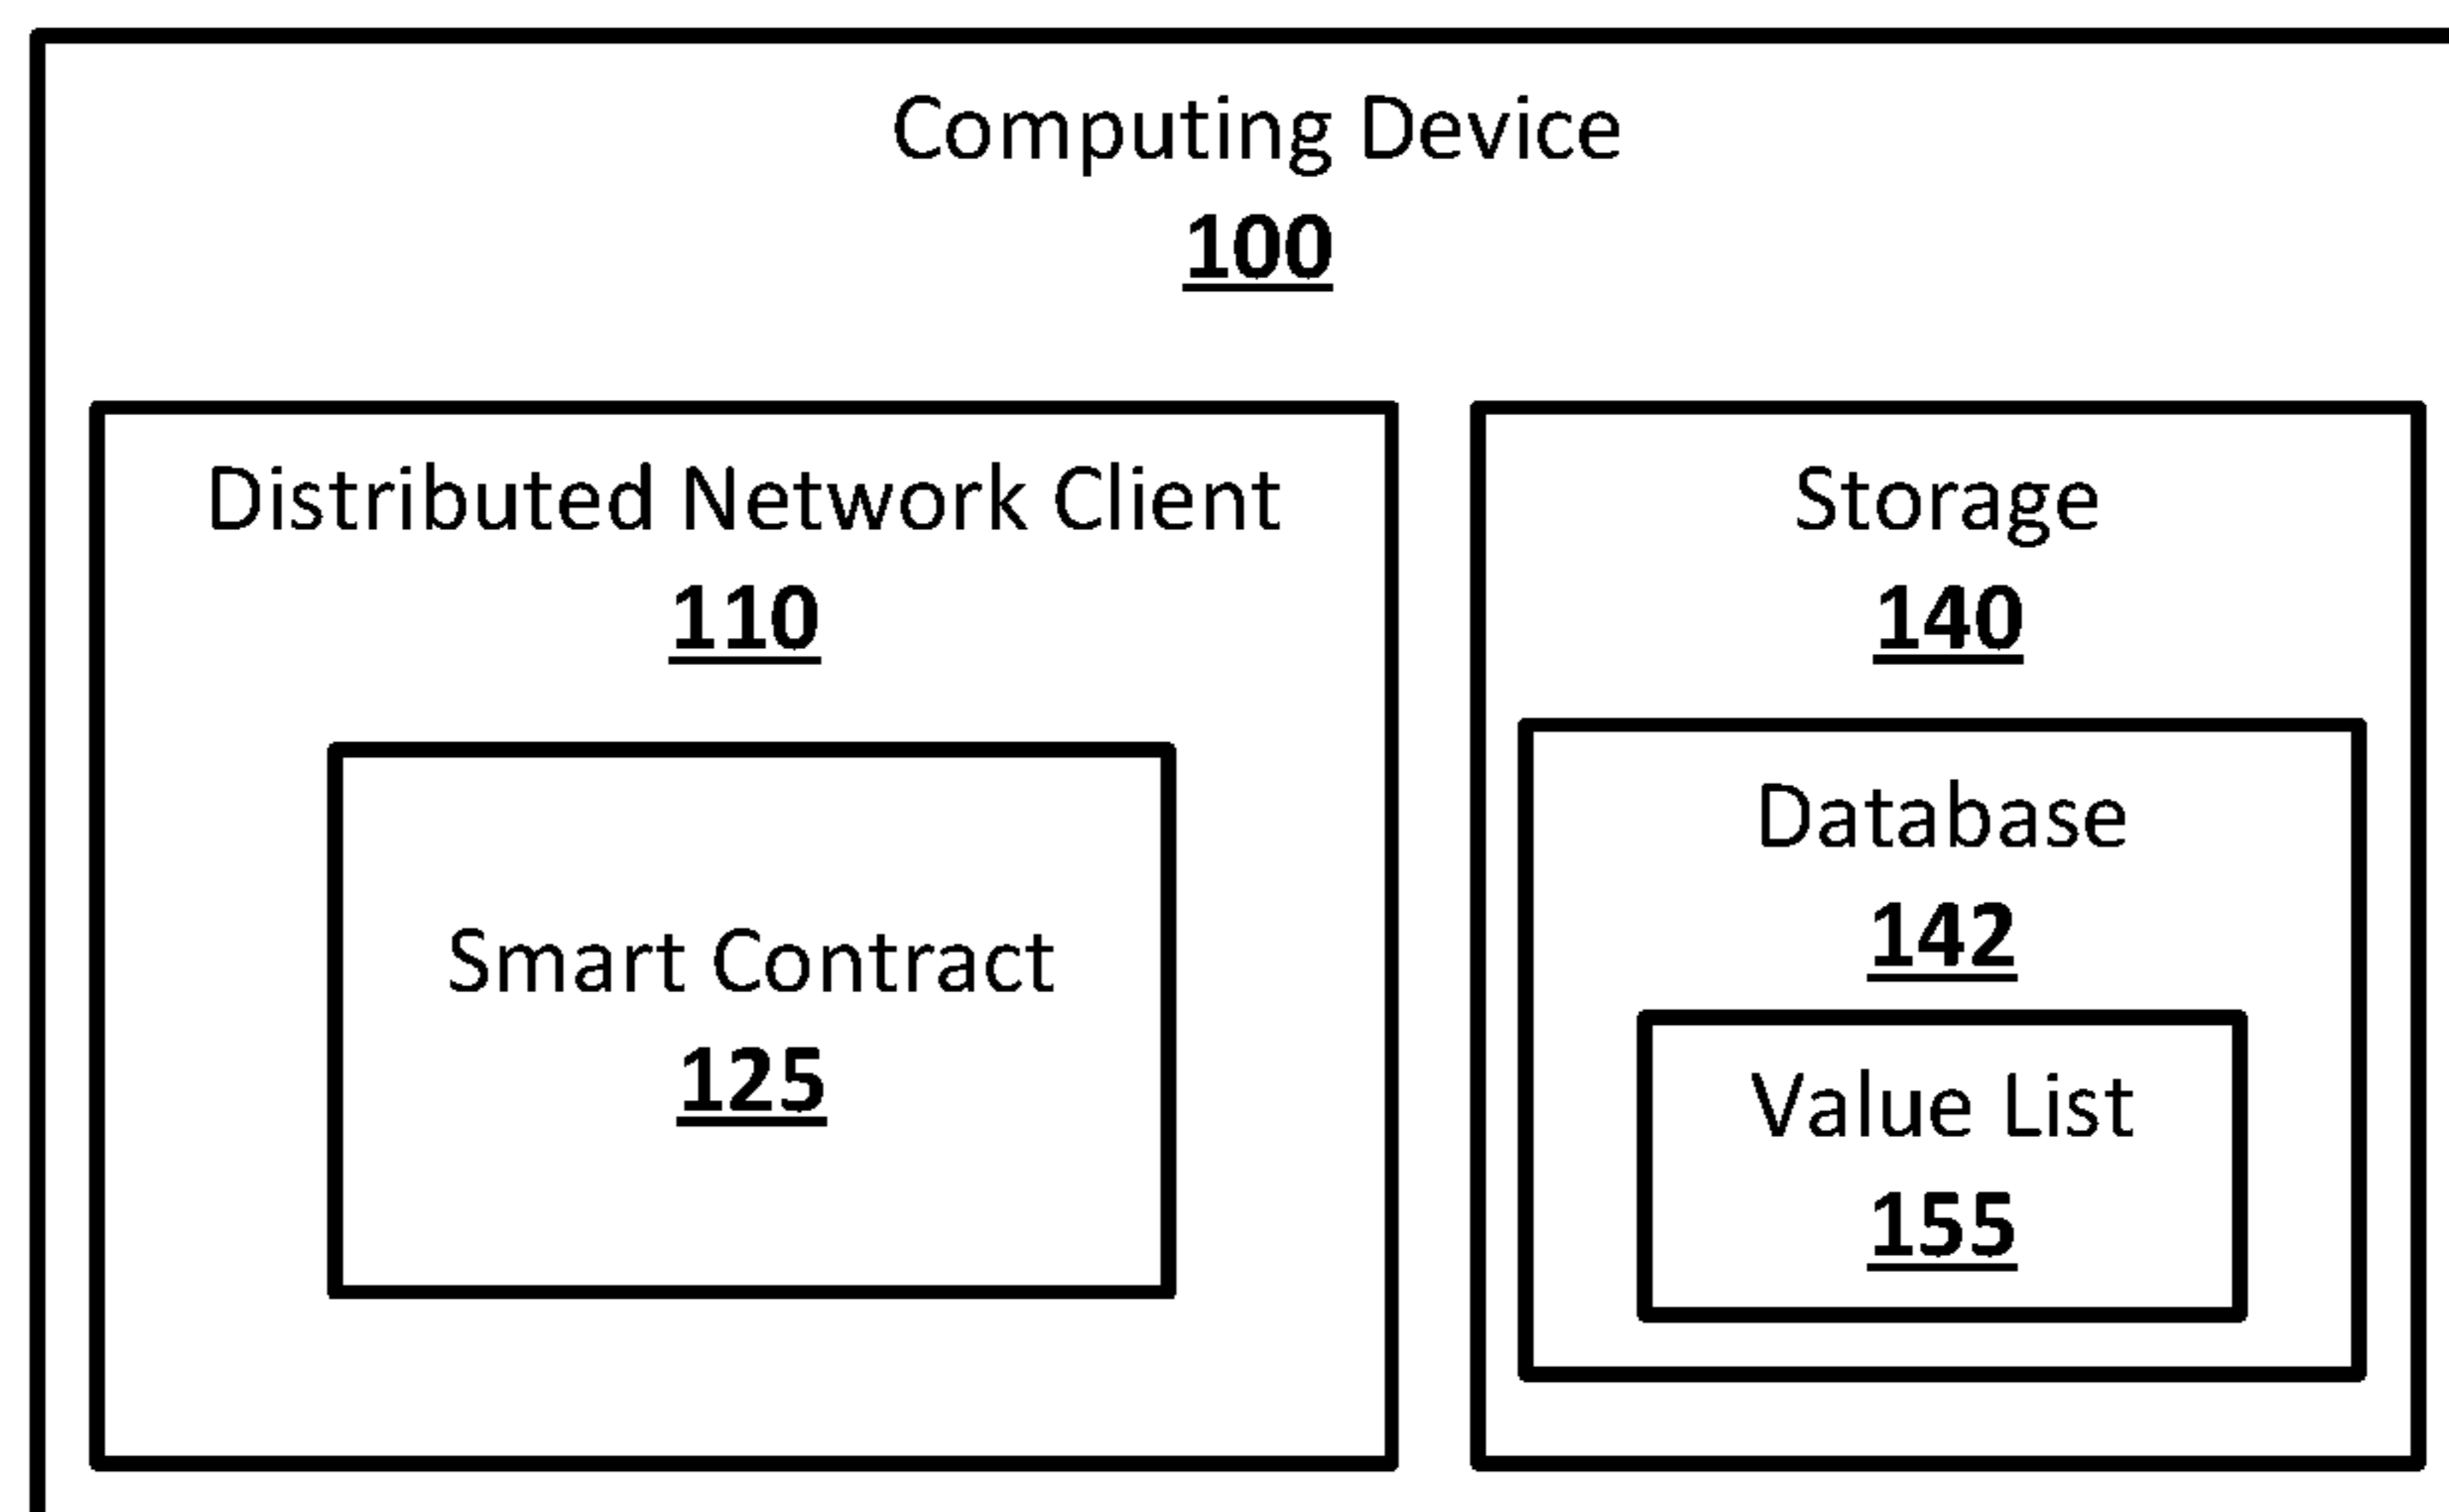 Computing Device
100
Distributed Network Client
110
Smart Contract
125
Storage
140
Database
142
Value List
155